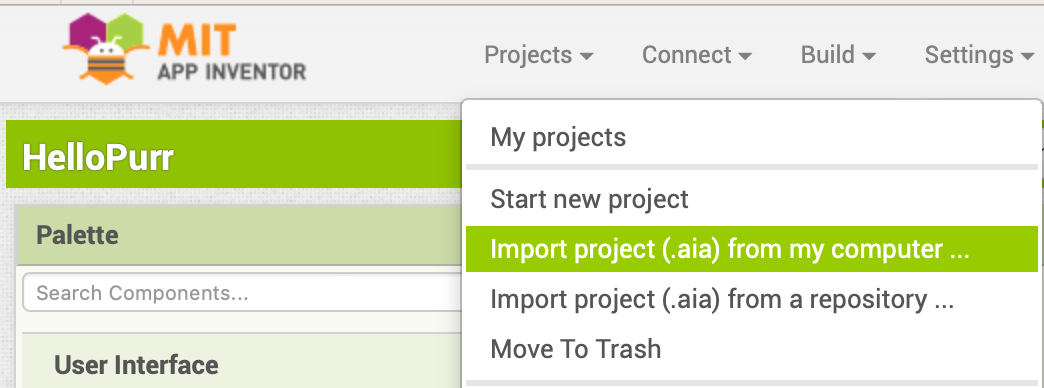 MIT
APP INVENTOR
Projects
Connect
Build
Settings
HelloPurr
My projects
Start new project
Import project (.aia) from my computer ...
Import project (.aia) from a repository ...
Move To Trash
Palette
Search Components...
User Interface